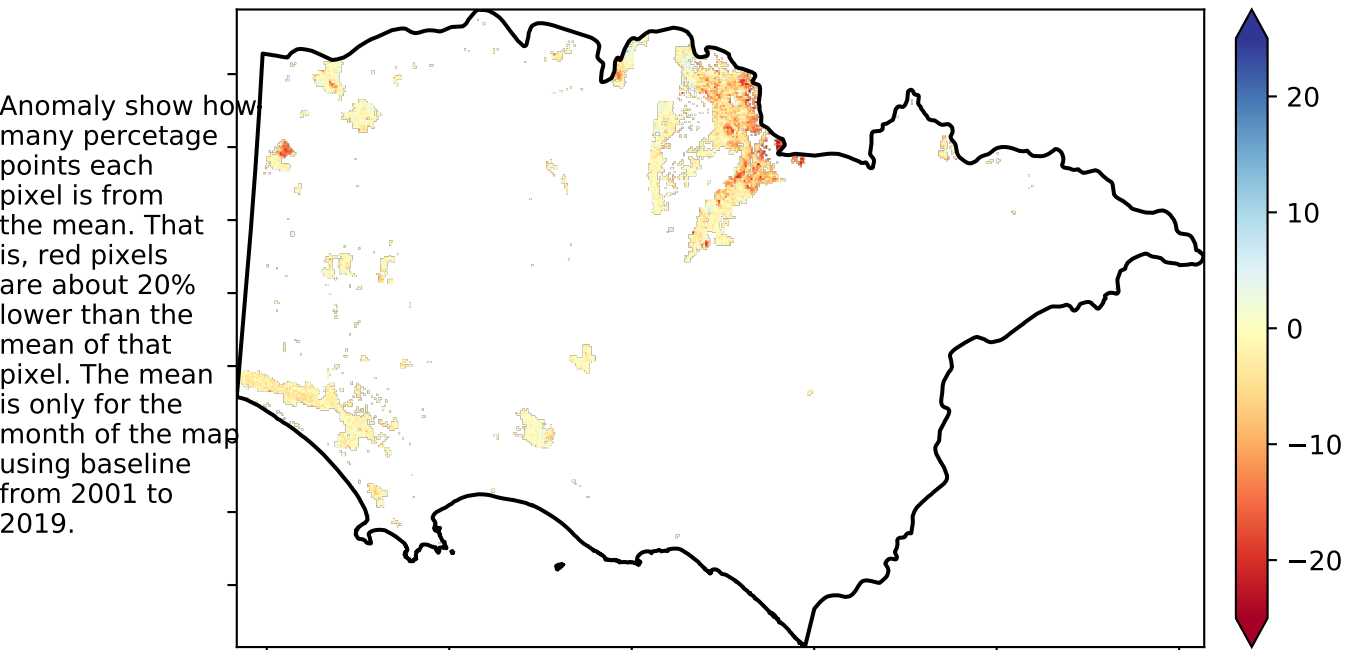 Anomaly show how
many percetage
points each
pixel is from
the mean. That
is, red pixels
are about 20%
lower than the
mean of that
pixel. The mean
is only for the
month of the map
using baseline
from 2001 to
2019.
20
10
0
−10
−20